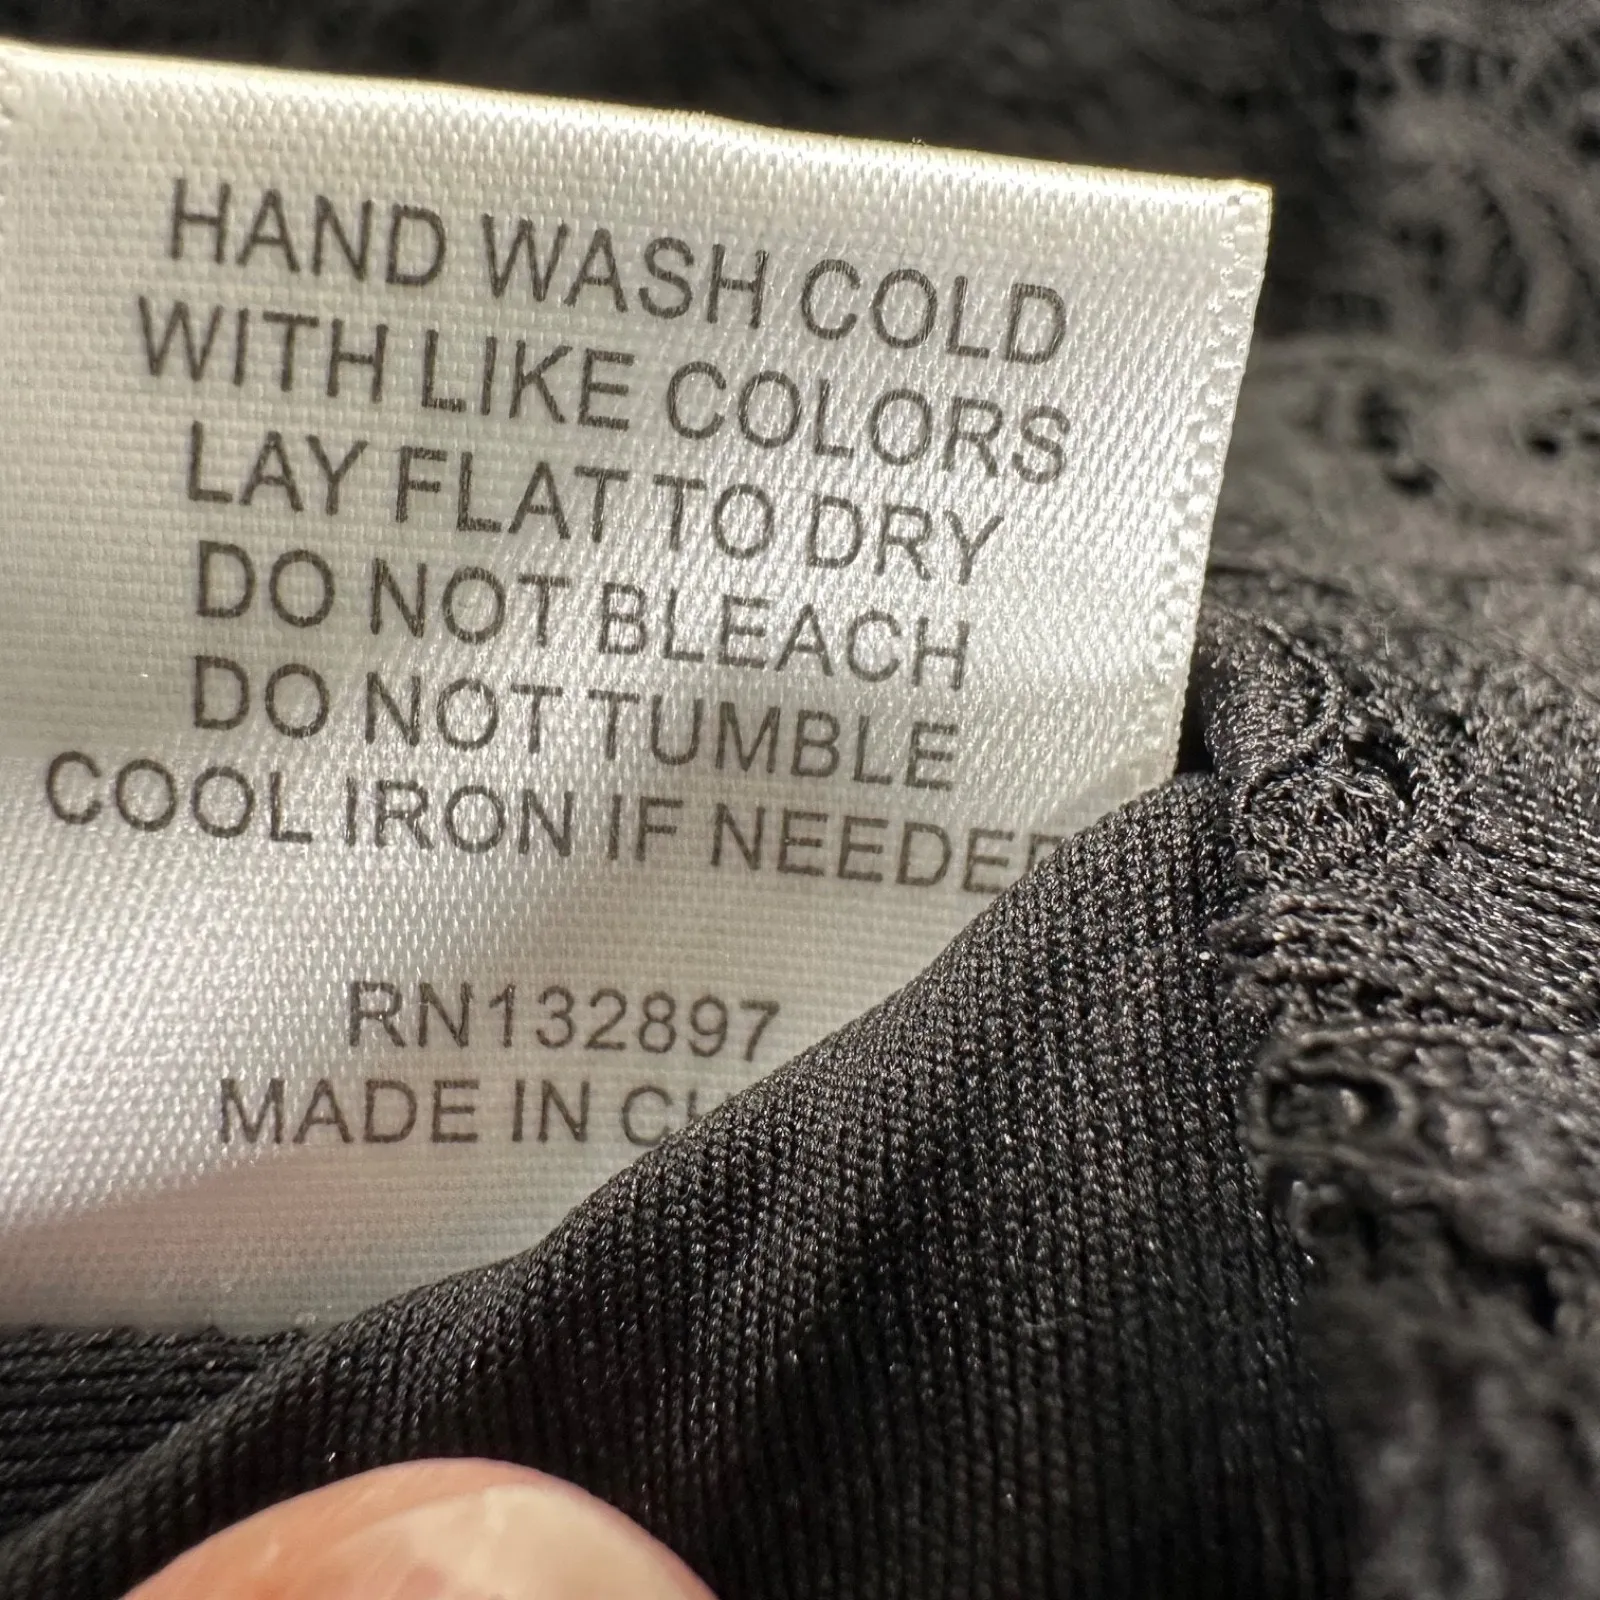 HAND WASH COLD
WITH LIKE COLORS
LAY FLAT TO DRY
DO NOT BLEACH
DO NOT TUMBLE
COOL IRON IF NEEDED
RN132897
MADE IN